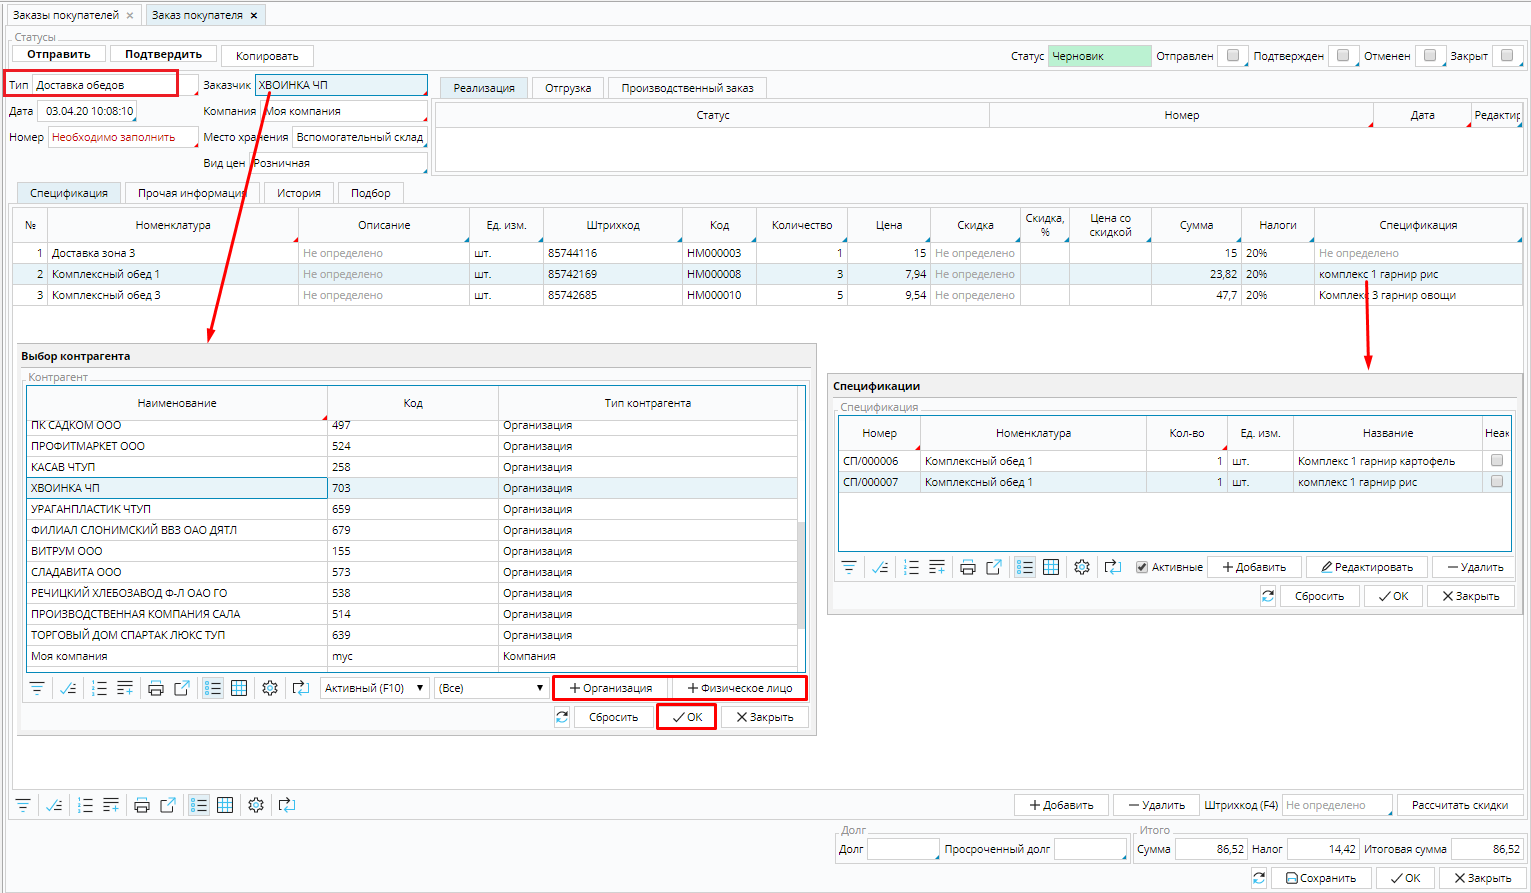 Заказы покупателей × Заказ покупателя ×
Статусы
Отправить Подтвердить Копировать Статус Черновик Отправлен Подтвержден Отменен Закрыт
Тип Доставка обедов Заказчик ХВОИНКА ЧП
Дата 03.04.20 10:08:10 Компания Моя компания
Номер Необходимо заполнить Место хранения Вспомогательный склад
Вид цен Розничная
Реализация Отгрузка Производственный заказ
Статус Номер Дата Редактир
Спецификация Прочая информация История Подбор
№ Номенклатура Описание Ед. изм. Штрихкод Код Количество Цена Скидка Скидка, % Цена со скидкой Сумма Налоги Спецификация
1 Доставка зона 3 Не определено шт. 85744116 НМ000003 1 15 Не определено 15 20% Не определено
2 Комплексный обед 1 Не определено шт. 85742169 НМ000008 3 7,94 Не определено 23,82 20% комплекс 1 гарнир рис
3 Комплексный обед 3 Не определено шт. 85742685 НМ000010 5 9,54 Не определено 47,7 20% Комплекс 3 гарнир овощи
Выбор контрагента
Контрагент
Наименование Код Тип контрагента
ПК САДКОМ ООО 497 Организация
ПРОФИТМАРКЕТ ООО 524 Организация
КАСАВ ЧТУП 258 Организация
ХВОИНКА ЧП 703 Организация
УРАГАНПЛАСТИК ЧТУП 659 Организация
ФИЛИАЛ СЛОНИМСКИЙ ВВЗ ОАО ДЯТЛ 679 Организация
ВИТРУМ ООО 155 Организация
СЛАДАВИТА ООО 573 Организация
РЕЧИЦКИЙ ХЛЕБОЗАВОД Ф-Л ОАО ГО 538 Организация
ПРОИЗВОДСТВЕННАЯ КОМПАНИЯ САЛА 514 Организация
ТОРГОВЫЙ ДОМ СПАРТАК ЛЮКС ТУП 639 Организация
Моя компания myc Компания
Активный (F10) (Все) Организация Физическое лицо
Сбросить OK Закрыть
Спецификации
Спецификация
Номер Номенклатура Кол-во Ед. изм. Название Неак
СП/000006 Комплексный обед 1 1 шт. Комплекс 1 гарнир картофель
СП/000007 Комплексный обед 1 1 шт. комплекс 1 гарнир рис
Активные Добавить Редактировать Удалить
Сбросить OK Закрыть
Добавить Удалить Штрихкод (F4) Не определено Рассчитать скидки
Долг Итого
Долг Просроченный долг Сумма 86,52 Налог 14,42 Итоговая сумма 86,52
Сохранить OK Закрыть